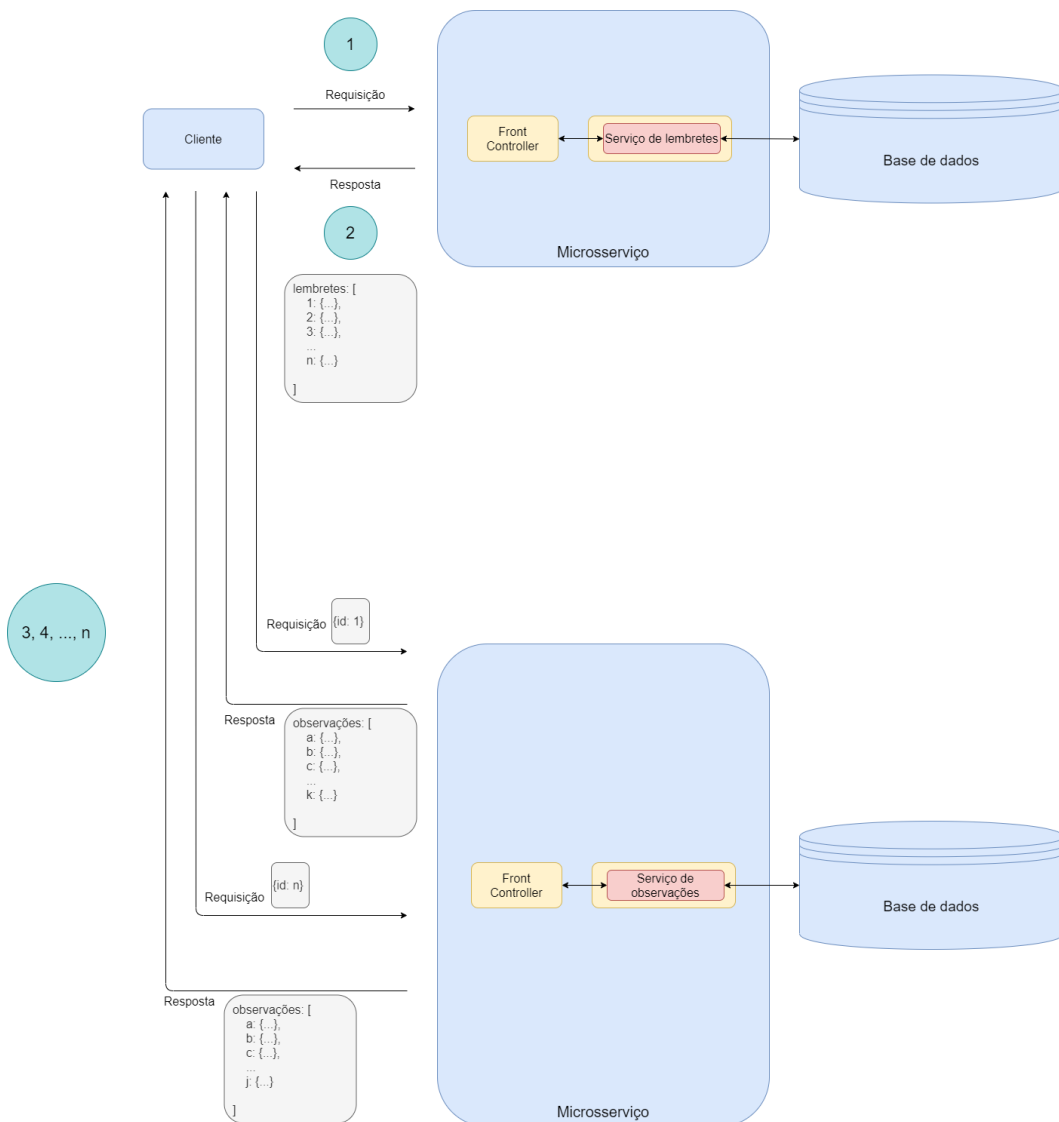 1
Requisição
Cliente
Front
Controller
Serviço de lembretes
Base de dados
Resposta
2
Microsserviço
lembretes: [
1: {...},
2: {...},
3: {...},
...
n: {...}
]
3, 4, ..., n
Requisição
{id: 1}
Resposta
observações: [
a: {...},
b: {...},
c: {...},
...
k: {...}
]
Requisição
{id: n}
Front
Controller
Serviço de
observações
Base de dados
Resposta
observações: [
a: {...},
b: {...},
c: {...},
...
j: {...}
]
Microsserviço